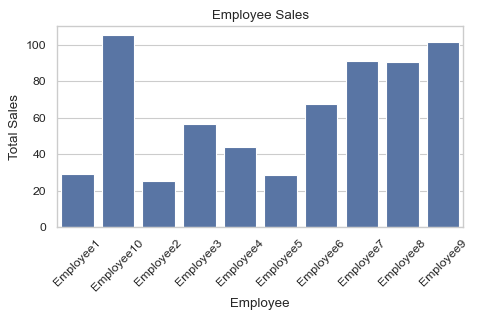 Employee Sales
Total Sales
100
80
60
40
20
0
Employee1
Employee10
Employee2
Employee3
Employee4
Employee5
Employee6
Employee7
Employee8
Employee9
Employee